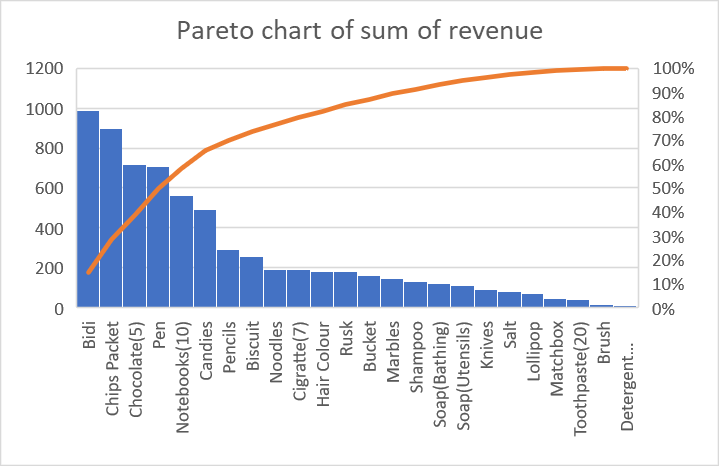 Pareto chart of sum of revenue
1200
1000
800
600
400
200
0
100%
90%
80%
70%
60%
50%
40%
30%
20%
10%
0%
Bidi
Chips Packet
Chocolate(5)
Pen
Notebooks(10)
Candies
Pencils
Biscuit
Noodles
Cigratte(7)
Hair Colour
Rusk
Bucket
Marbles
Shampoo
Soap(Bathing)
Soap(Utensils)
Knives
Salt
Lollipop
Matchbox
Toothpaste(20)
Brush
Detergent…